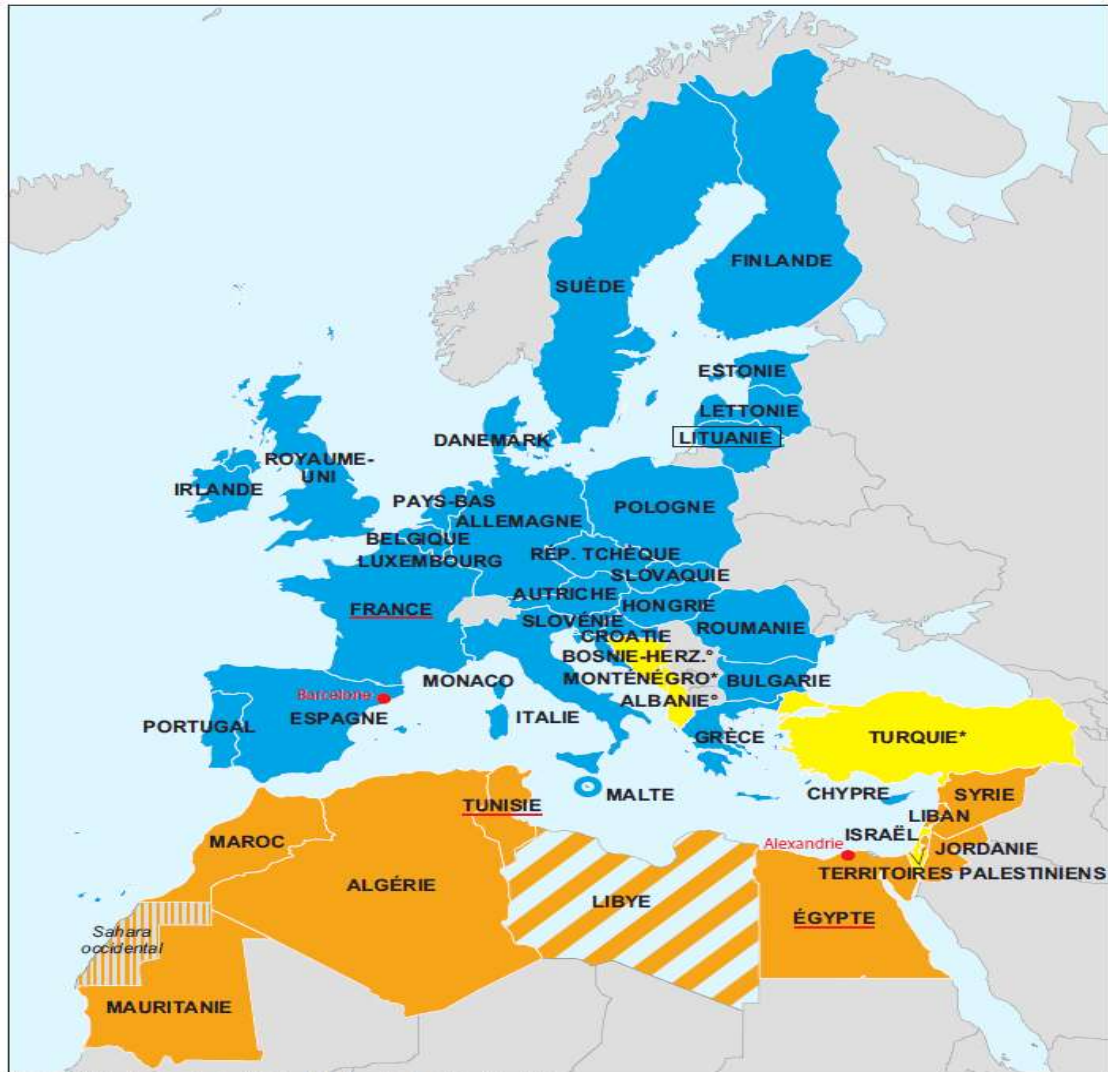 FINLANDE
SUÈDE
ESTONIE
LETTONIE
LITUANIE
DANEMARK
ROYAUME-
UNI
IRLANDE
PAYS-BAS
ALLEMAGNE
POLOGNE
BELGIQUE
LUXEMBOURG
RÉP. TCHÈQUE
SLOVAQUIE
AUTRICHE
HONGRIE
FRANCE
SLOVÉNIE
CROATIE
ROUMANIE
BOSNIE-HERZ.°
MONTÉNÉGRO*
BULGARIE
MONACO
ALBANIE°
Barcelone
ESPAGNE
PORTUGAL
ITALIE
GRÈCE
TURQUIE*
MALTE
CHYPRE
SYRIE
TUNISIE
LIBAN
ISRAËL
MAROC
Alexandrie
JORDANIE
TERRITOIRES PALESTINIENS
ALGÉRIE
LIBYE
ÉGYPTE
Sahara
occidental
MAURITANIE